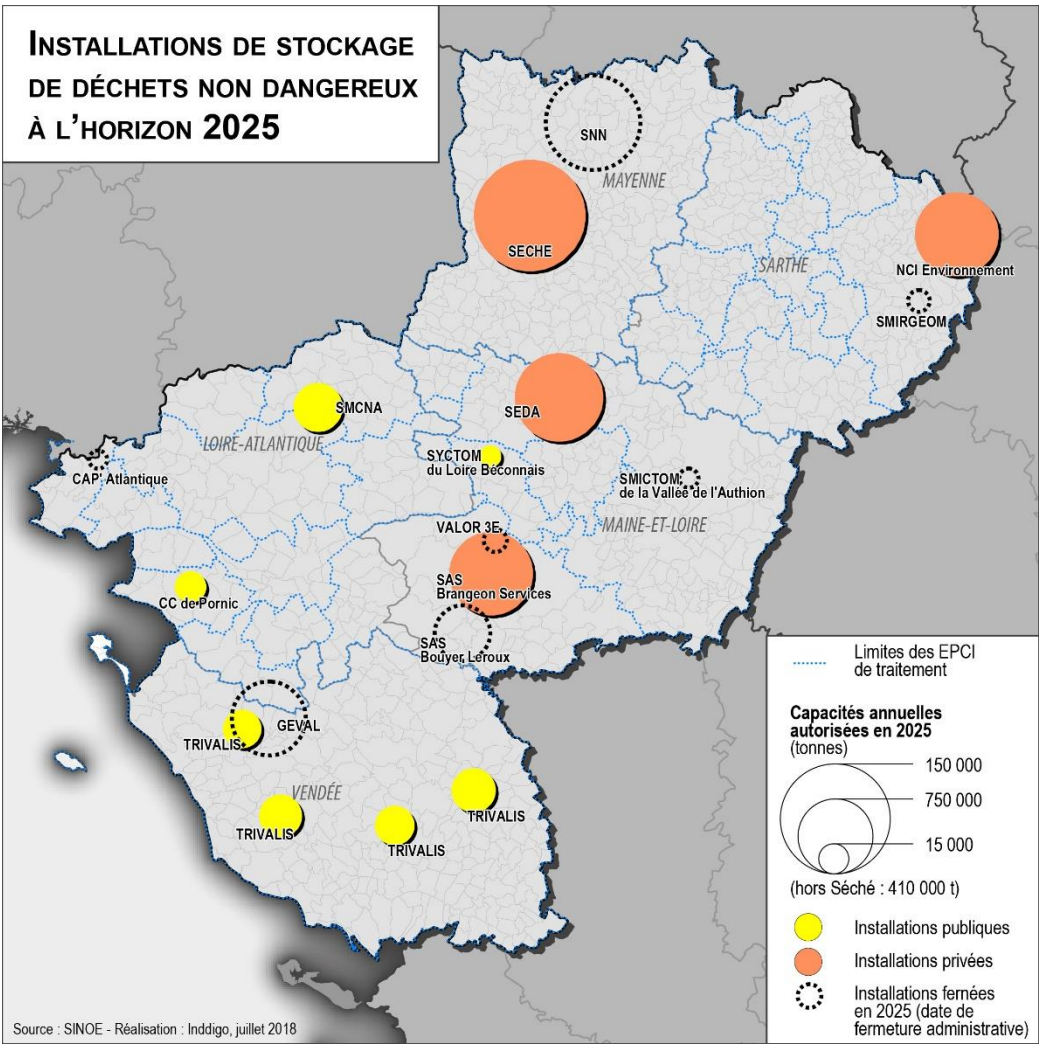 INSTALLATIONS DE STOCKAGE
DE DÉCHETS NON DANGEREUX
À L'HORIZON 2025
SNN
MAYENNE
SECHE
SARTHE
NCI Environnement
SMIRGEOM
SMCNA
LOIRE-ATLANTIQUE
SEDA
CAP' Atlantique
SYCTOM
du Loire Béconnais
SMICTOM
de la Vallée de l'Authion
VALOR 3E
MAINE-ET-LOIRE
SAS
Brangeon Services
CC de Pornic
SAS
Bouyer Leroux
GEVAL
TRIVALIS
VENDÉE
TRIVALIS
TRIVALIS
TRIVALIS
Limites des EPCI
de traitement
Capacités annuelles
autorisées en 2025
(tonnes)
150 000
750 000
15 000
(hors Séché : 410 000 t)
Installations publiques
Installations privées
Installations fernées
en 2025 (date de
fermeture administrative)
Source : SINOE - Réalisation : Inddigo, juillet 2018